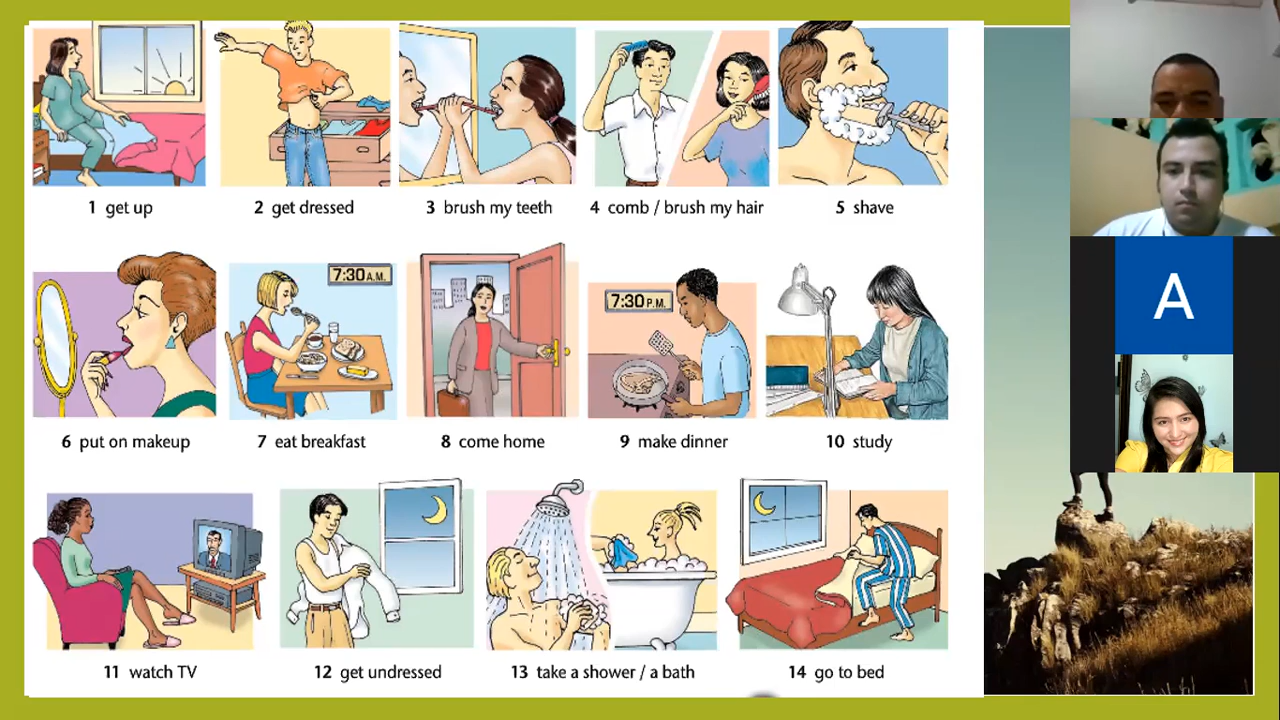 1 get up
2 get dressed
3 brush my teeth
4 comb / brush my hair
5 shave
7:30 A.M.
7:30 P.M.
6 put on makeup
7 eat breakfast
8 come home
9 make dinner
10 study
11 watch TV
12 get undressed
13 take a shower / a bath
14 go to bed
A